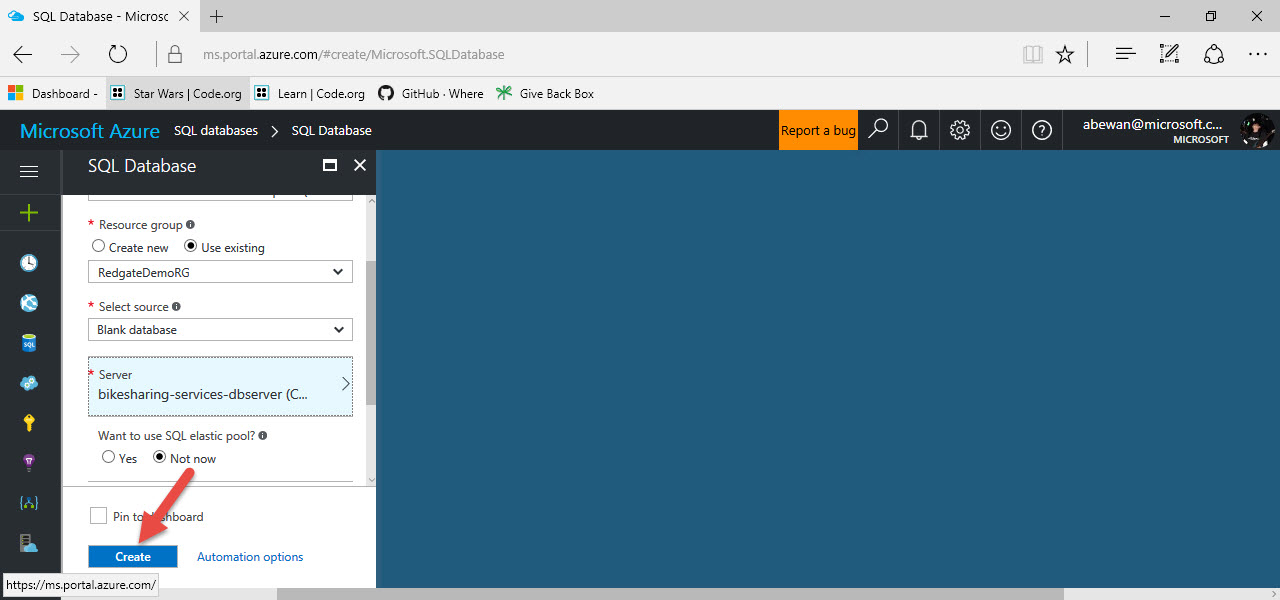 SQL Database - Microsc
ms.portal.azure.com/#create/Microsoft.SQLDatabase
Dashboard -
Star Wars | Code.org
Learn | Code.org
GitHub · Where
Give Back Box
Microsoft Azure
SQL databases
SQL Database
Report a bug
abewan@microsoft.c...
MICROSOFT
SQL Database
* Resource group
Create new
Use existing
RedgateDemoRG
* Select source
Blank database
* Server
bikesharing-services-dbserver (C...
Want to use SQL elastic pool?
Yes
Not now
SQL
Pin to dashboard
Create
Automation options
https://ms.portal.azure.com/